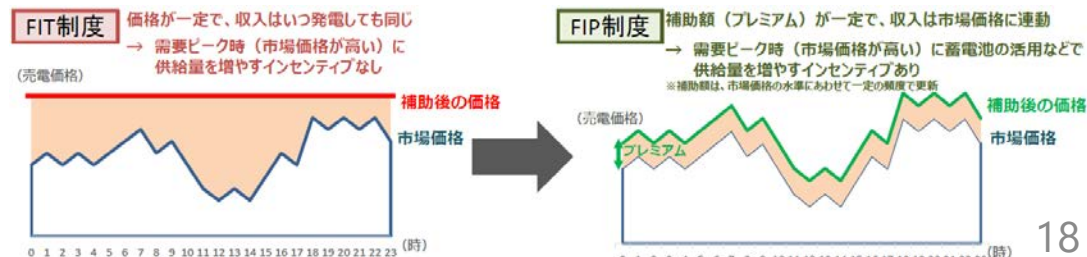 FIT制度
価格が一定で、収入はいつ発電しても同じ
→ 需要ピーク時（市場価格が高い）に
供給量を増やすインセンティブなし
（売電価格）
補助後の価格
市場価格
0 1 2 3 4 5 6 7 8 9 10 11 12 13 14 15 16 17 18 19 20 21 22 23
（時）
FIP制度
補助額（プレミアム）が一定で、収入は市場価格に連動
→ 需要ピーク時（市場価格が高い）に蓄電池の活用などで
供給量を増やすインセンティブあり
※補助額は、市場価格の水準にあわせて一定の頻度で更新
（売電価格）
補助後の価格
市場価格
プレミアム
（時）
18